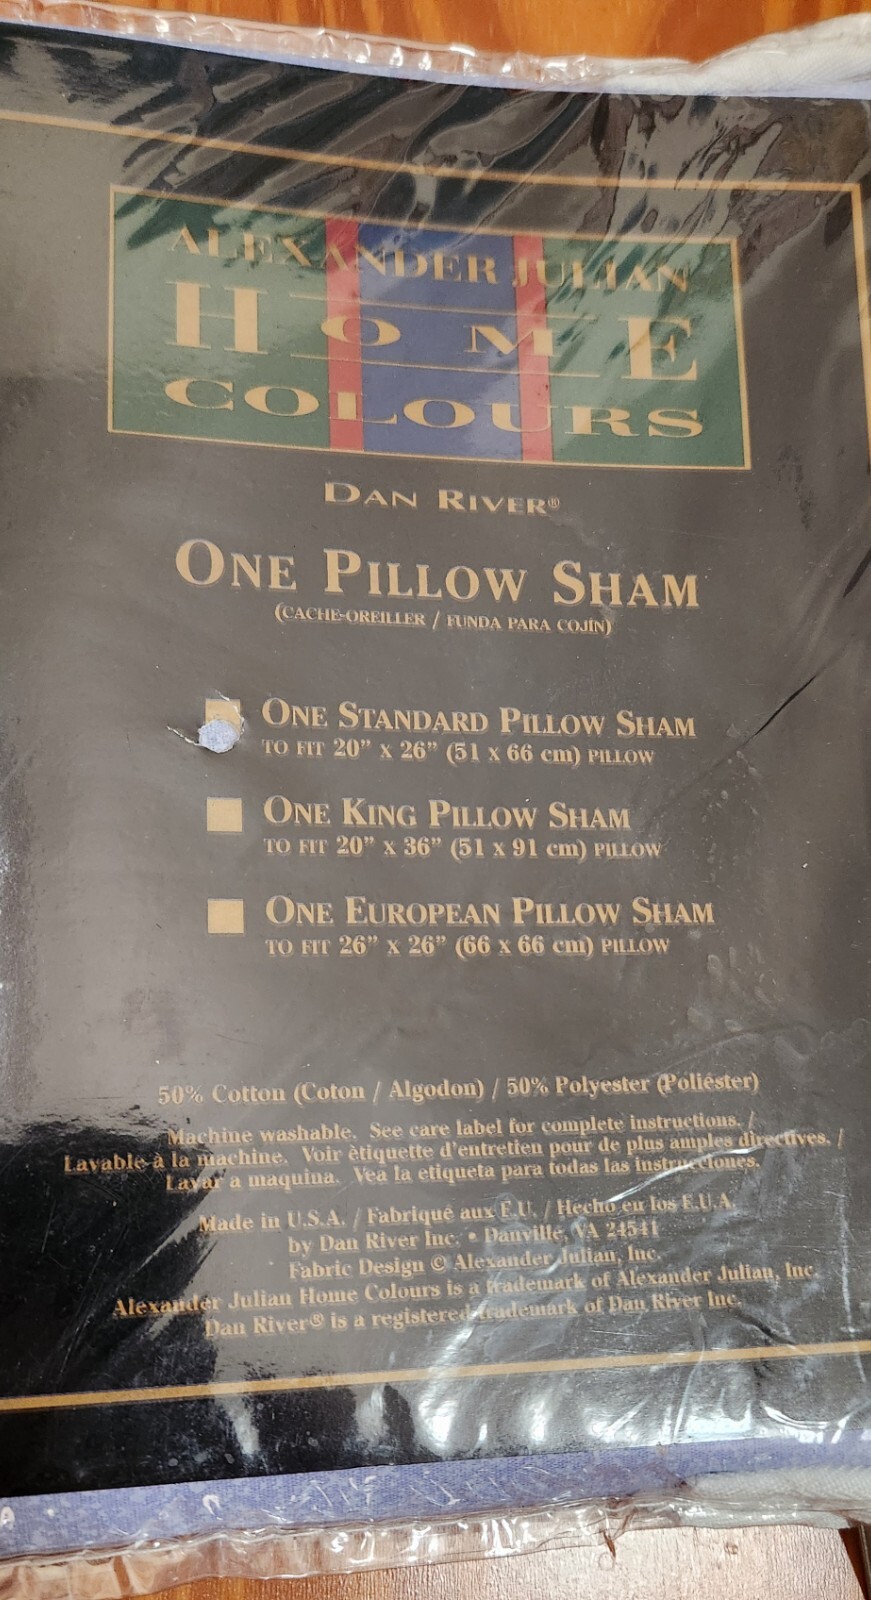 ALEXANDER JULIAN
HOME
COLOURS
DAN RIVER®
ONE PILLOW SHAM
(CACHE-OREILLER / FUNDA PARA COJÍN)
ONE STANDARD PILLOW SHAM
TO FIT 20" X 26" (51 X 66 cm) PILLOW
ONE KING PILLOW SHAM
TO FIT 20" X 36" (51 X 91 cm) PILLOW
ONE EUROPEAN PILLOW SHAM
TO FIT 26" X 26" (66 X 66 cm) PILLOW
50% Cotton (Coton / Algodon) / 50% Polyester (Poliéster)
Machine washable. See care label for complete instructions. /
Lavable à la machine. Voir ètiquette d'entretien pour de plus amples directives. /
Lavar a maquina. Vea la etiqueta para todas las instrucciones.
Made in U.S.A. / Fabriqué aux E.U. / Hecho en los E.U.A.
by Dan River Inc. • Danville, VA 24541
Fabric Design © Alexander Julian, Inc.
Alexander Julian Home Colours is a trademark of Alexander Julian, Inc.
Dan River® is a registered trademark of Dan River Inc.